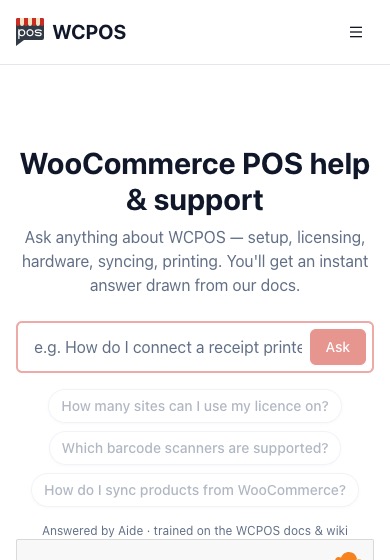 pos WCPOS
WooCommerce POS help
& support
Ask anything about WCPOS — setup, licensing,
hardware, syncing, printing. You'll get an instant
answer drawn from our docs.
e.g. How do I connect a receipt printe
Ask
How many sites can I use my licence on?
Which barcode scanners are supported?
How do I sync products from WooCommerce?
Answered by Aide · trained on the WCPOS docs & wiki